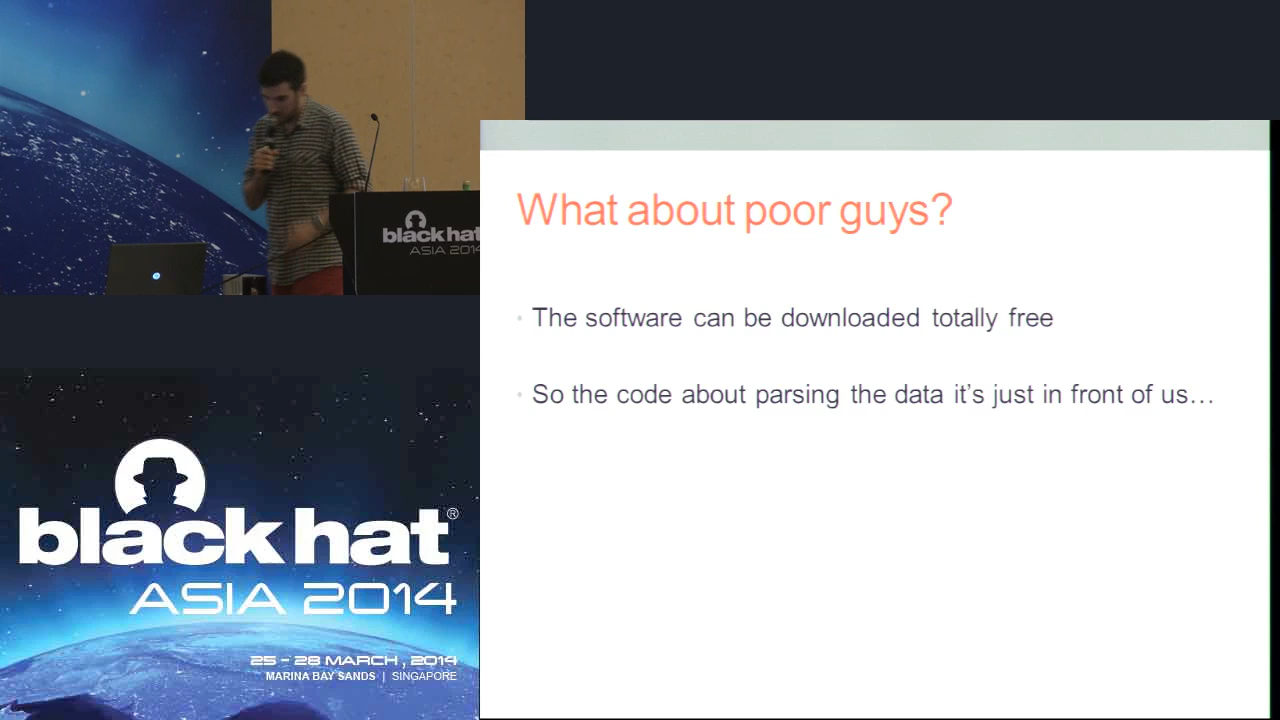 black hat
ASIA 2014
What about poor guys?
The software can be downloaded totally free
So the code about parsing the data it's just in front of us…
black hat®
ASIA 2014
25 - 28 MARCH, 2014
MARINA BAY SANDS | SINGAPORE